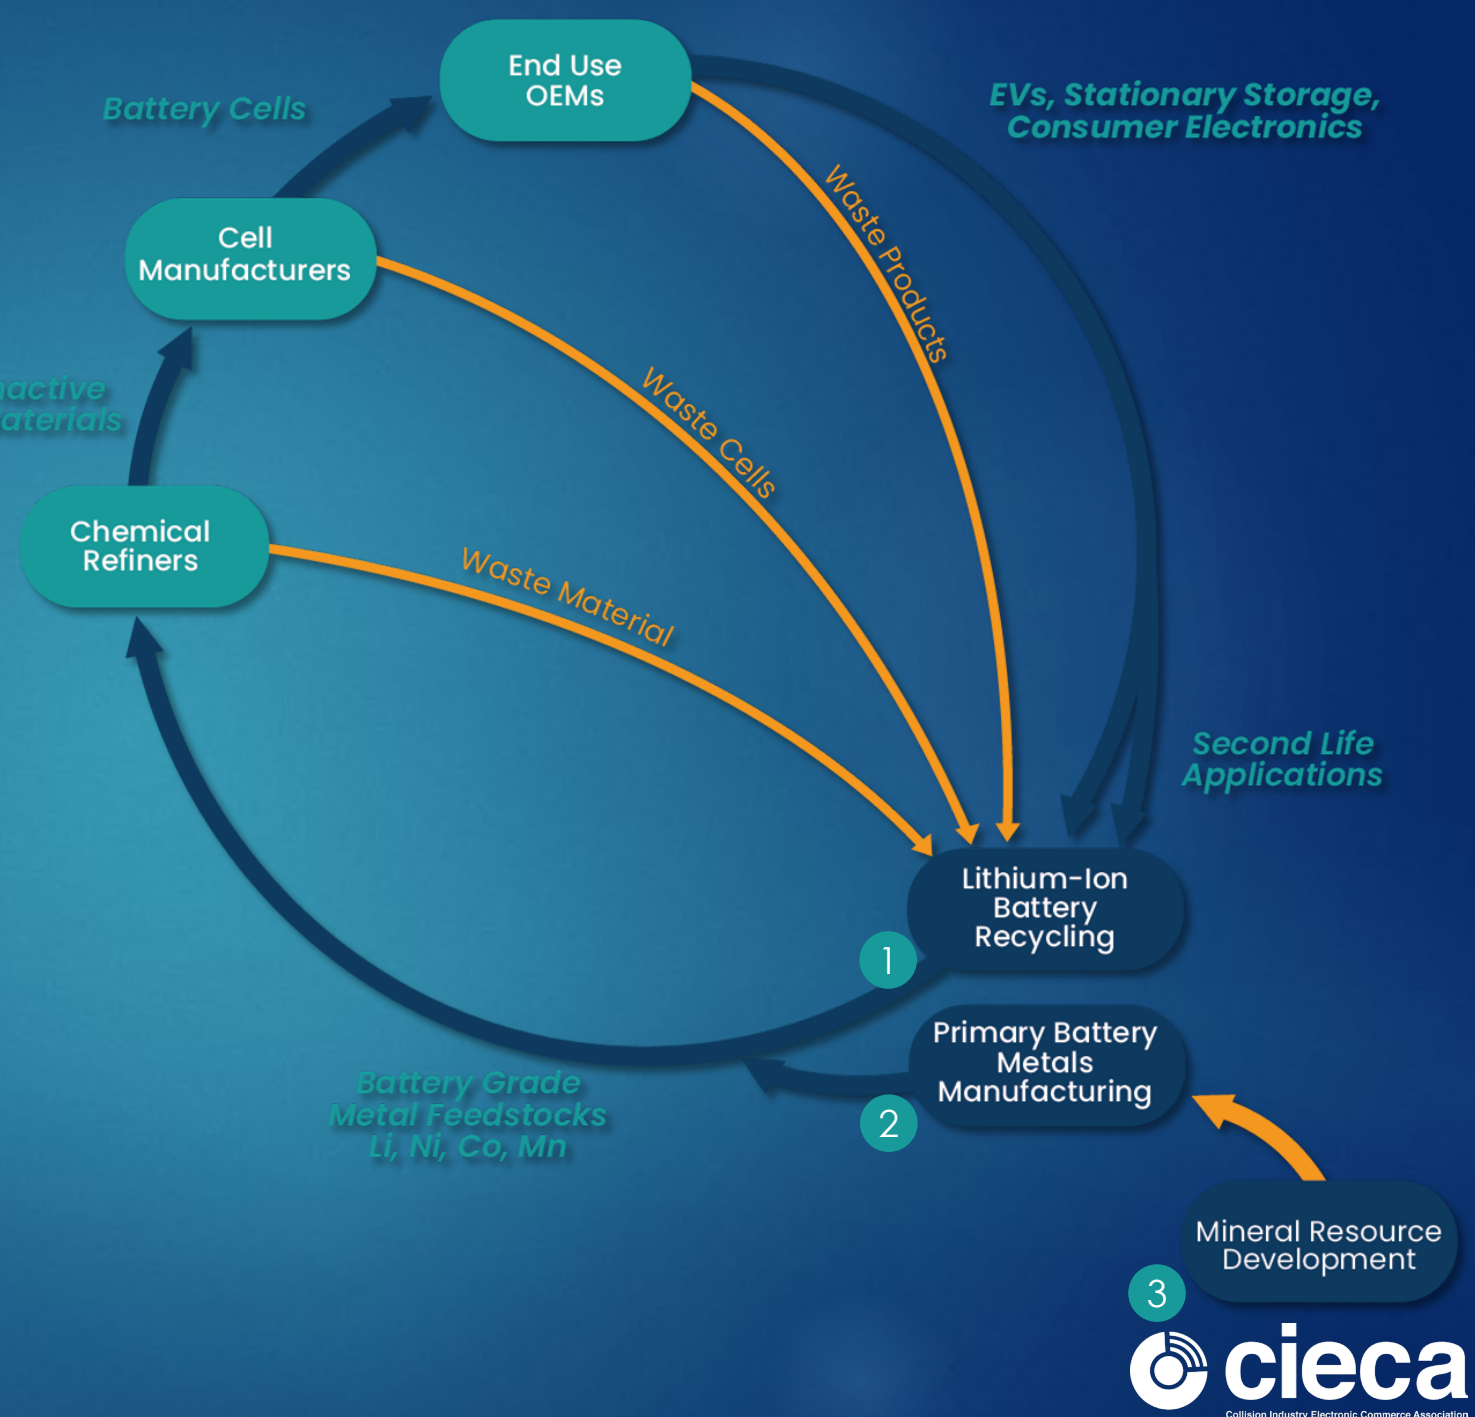 End Use
OEMs
Battery Cells
EVs, Stationary Storage,
Consumer Electronics
Cell
Manufacturers
Waste Products
Waste Cells
Chemical
Refiners
Waste Material
Second Life
Applications
Lithium-Ion
Battery
Recycling
1
Primary Battery
Metals
Manufacturing
2
Battery Grade
Metal Feedstocks
Li, Ni, Co, Mn
Mineral Resource
Development
3
cieca
Collision Industry Electronic Commerce Association